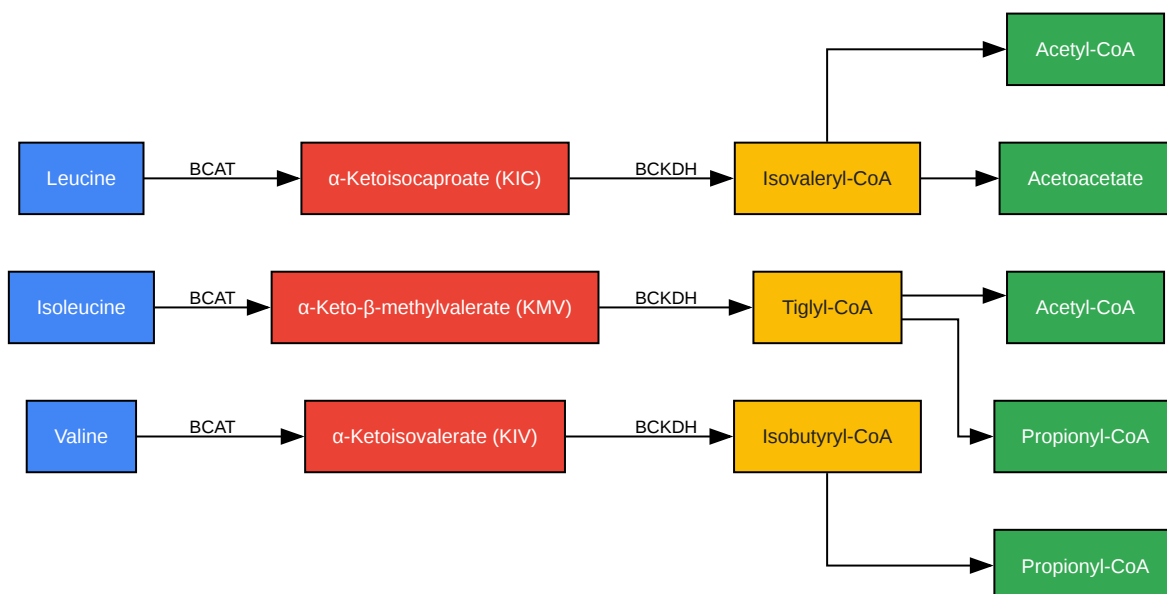 Acetyl-CoA
Leucine
BCAT
α-Ketoisocaproate (KIC)
BCKDH
Isovaleryl-CoA
Acetoacetate
Isoleucine
BCAT
α-Keto-β-methylvalerate (KMV)
BCKDH
Tiglyl-CoA
Acetyl-CoA
Valine
BCAT
α-Ketoisovalerate (KIV)
BCKDH
Isobutyryl-CoA
Propionyl-CoA
Propionyl-CoA